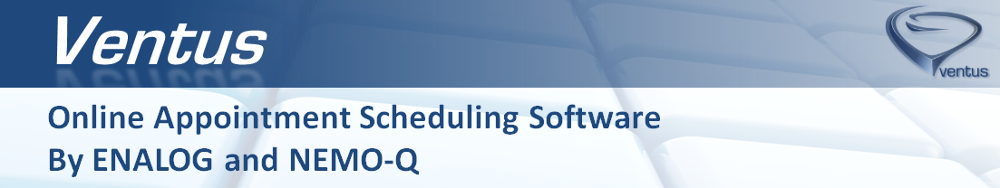 Ventus
ventus
Online Appointment Scheduling Software
By ENALOG and NEMO-Q